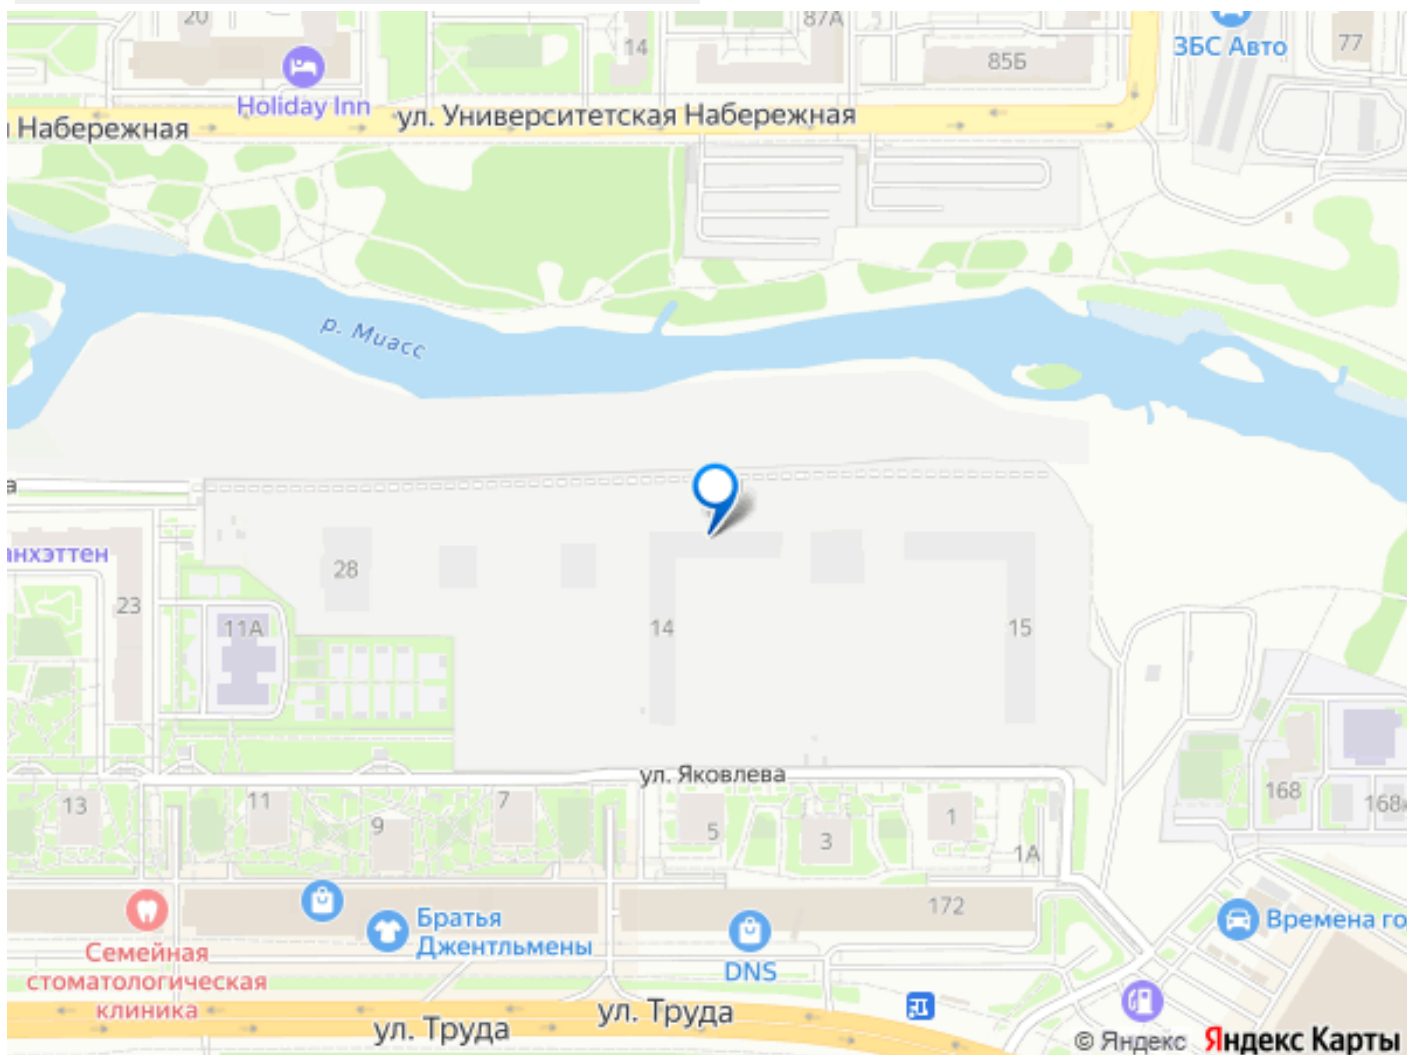 20
87А
14
Holiday Inn
85Б
ЗБС Авто
77
ул. Университетская Набережная
Набережная
р. Миасс
а
анхэттен
23
28
11А
14
15
ул. Яковлева
13
11
9
7
5
3
1
1А
168
168
172
Братья
Джентльмены
DNS
Времена го
Семейная
стоматологическая
клиника
ул. Труда
ул. Труда
© Яндекс Яндекс Карты